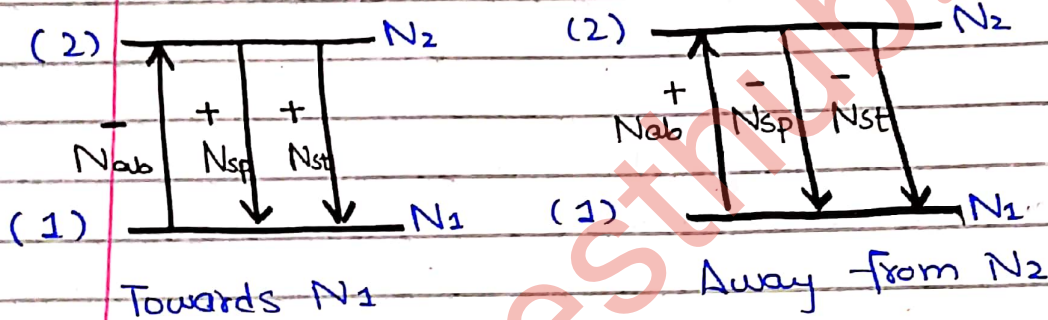 (2) N2 (2) N2
- + + + - -
Nab Nsp Nst Nab Nsp Nst
(1) N1 (1) N1
Towards N1 Away from N2